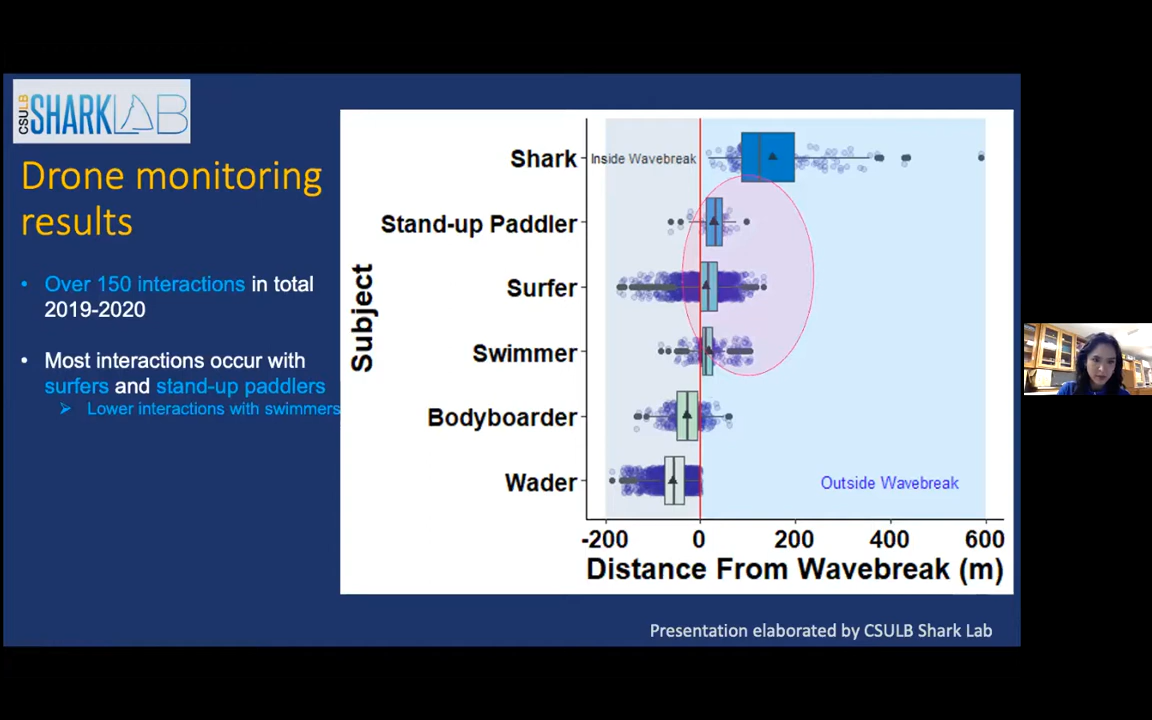 CSULB SHARKLAB
Drone monitoring
results
• Over 150 interactions in total
2019-2020
• Most interactions occur with
surfers and stand-up paddlers
➢ Lower interactions with swimmers
Subject
Shark
Stand-up Paddler
Surfer
Swimmer
Bodyboarder
Wader
Inside Wavebreak
Outside Wavebreak
-200 0 200 400 600
Distance From Wavebreak (m)
Presentation elaborated by CSULB Shark Lab